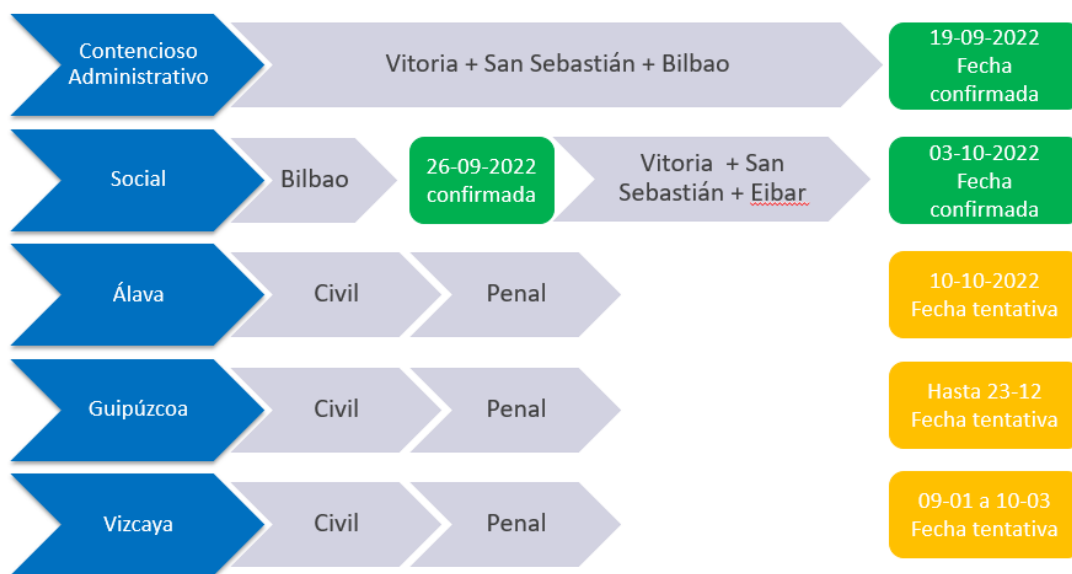 Contencioso
Administrativo
Vitoria + San Sebastián + Bilbao
19-09-2022
Fecha
confirmada
Social
Bilbao
26-09-2022
confirmada
Vitoria + San
Sebastián + Eibar
03-10-2022
Fecha
confirmada
Álava
Civil
Penal
10-10-2022
Fecha tentativa
Guipúzcoa
Civil
Penal
Hasta 23-12
Fecha tentativa
Vizcaya
Civil
Penal
09-01 a 10-03
Fecha tentativa